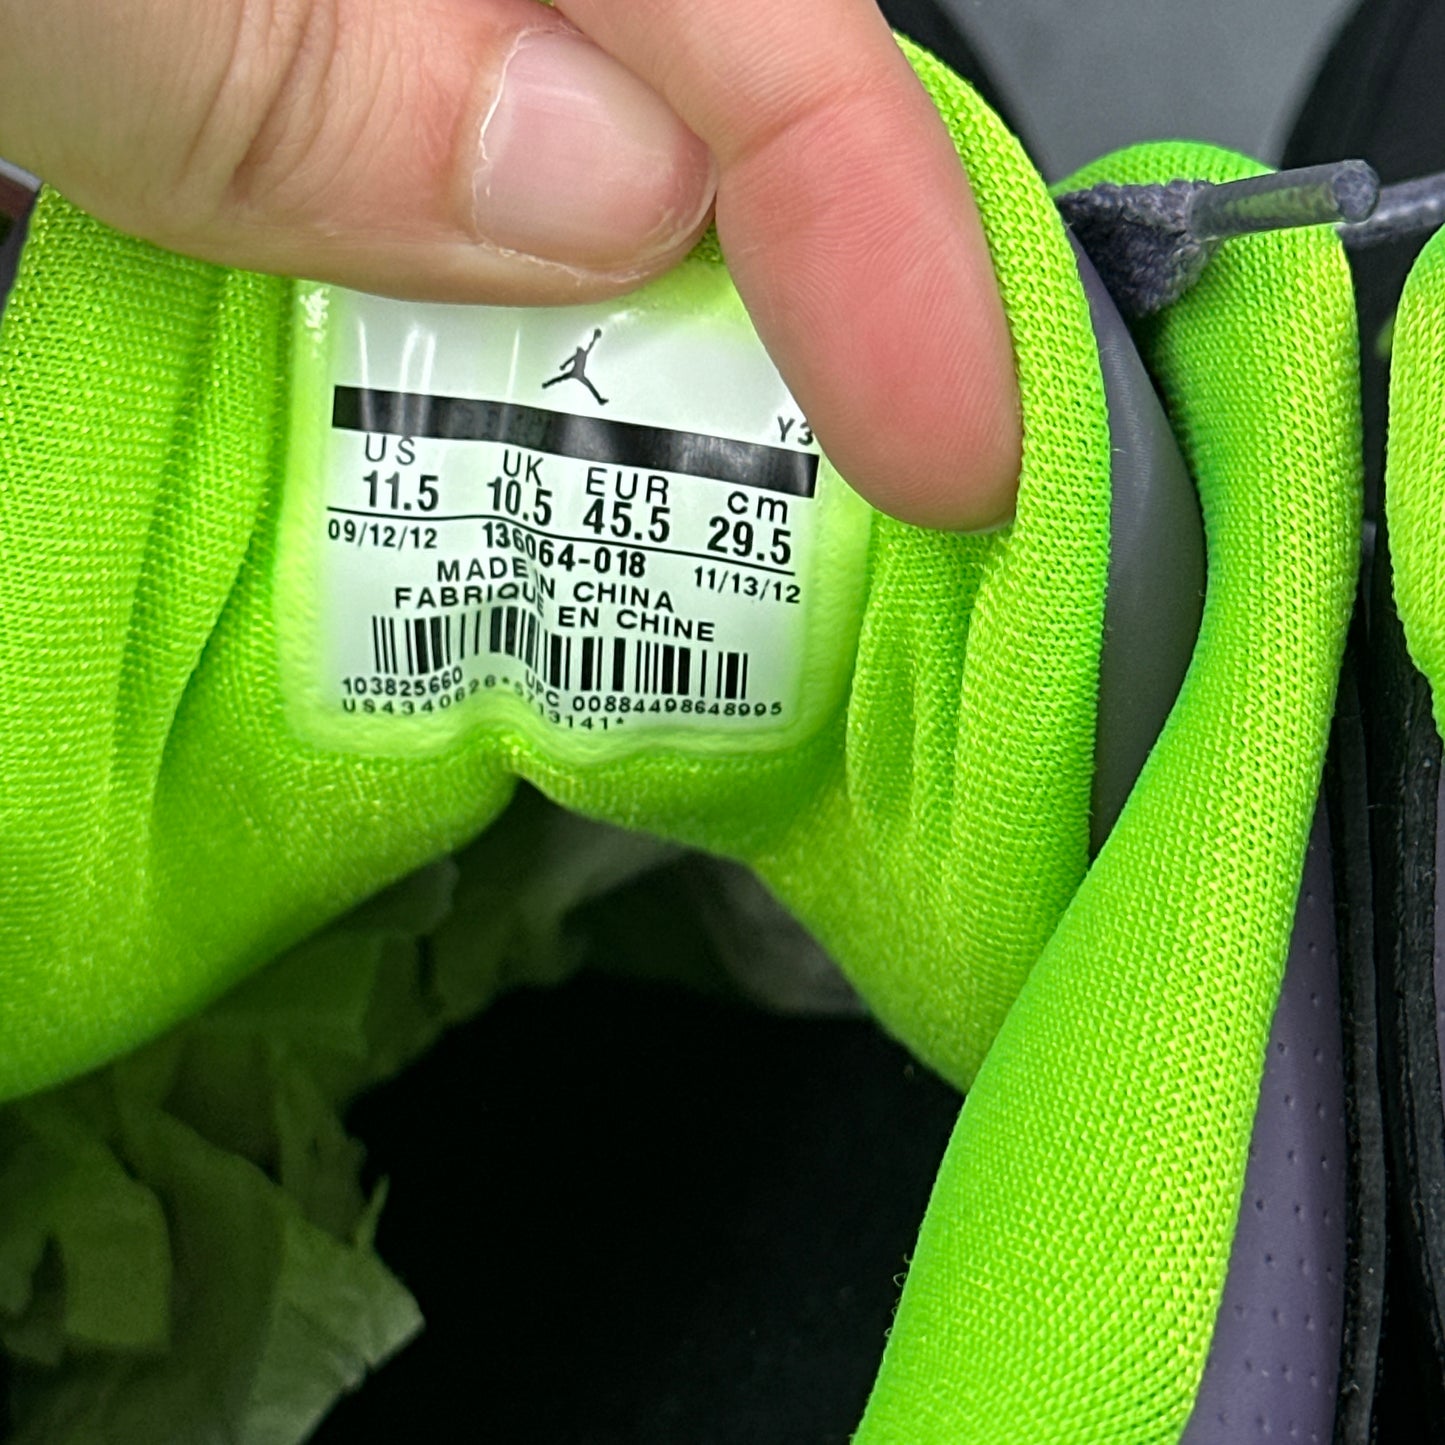 Y3
US UK EUR cm
11.5 10.5 45.5 29.5
09/12/12 136064-018 11/13/12
MADE IN CHINA
FABRIQUE EN CHINE
103825660 UPC 00884498648995